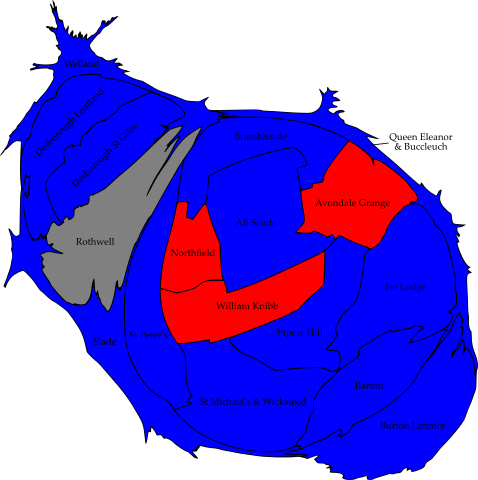 Welland
Desborough Loatland
Desborough St Giles
Brambleside
Queen Eleanor
& Buccleuch
Avondale Grange
All Saints
Rothwell
Northfield
Ise Lodge
William Knibb
Slade
St Peter's
Pipers Hill
Barton
St Michael's & Wicksteed
Burton Latimer